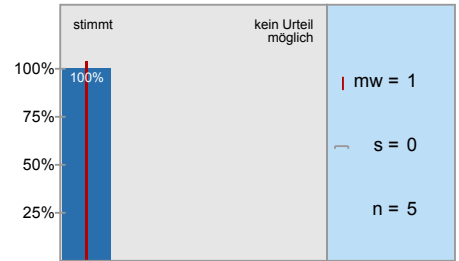 stimmt
kein Urteil
möglich
100%
100%
75%
50%
25%
mw = 1
s = 0
n = 5